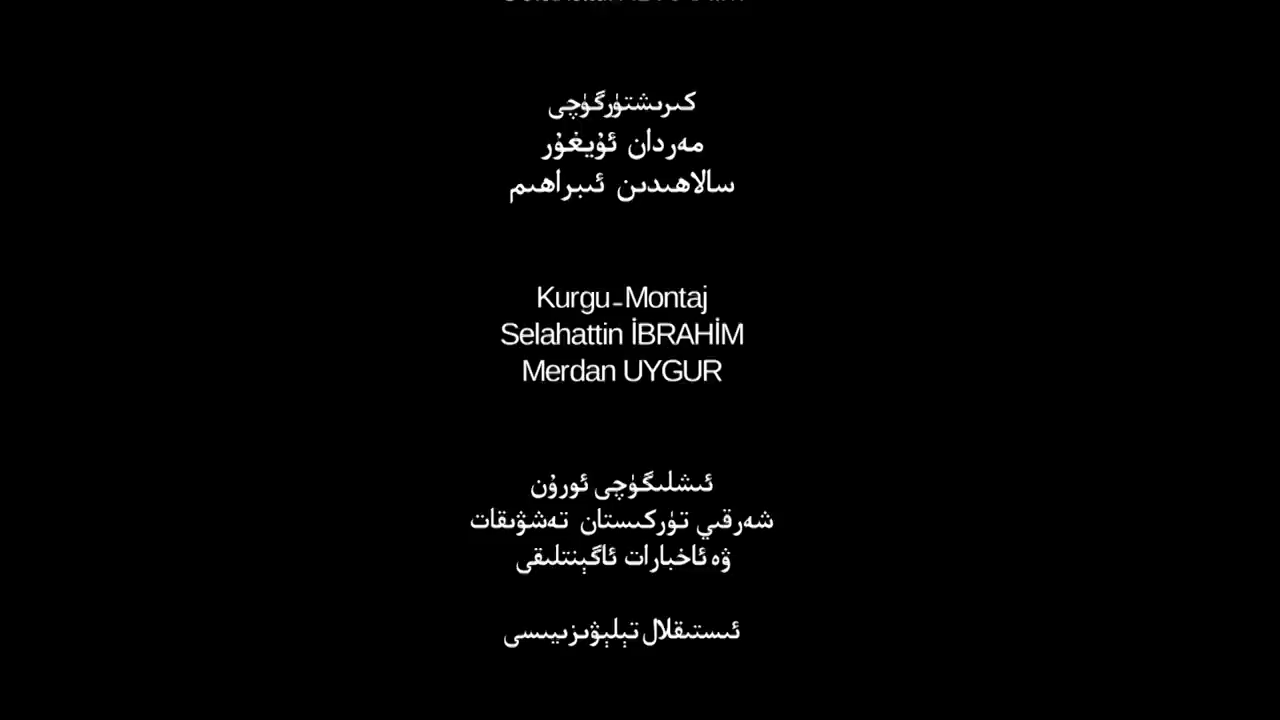 كىرىشتۈرگۈچى
مەردان ئۇيغۇر
سالاھىدىن ئىبراھىم
Kurgu-Montaj
Selahattin İBRAHİM
Merdan UYGUR
ئىشلىگۈچى ئورۇن
شەرقىي تۈركىستان تەشۋىقات
ۋە ئاخبارات ئاگېنتلىقى
ئىستىقلال تېلېۋىزىيىسى